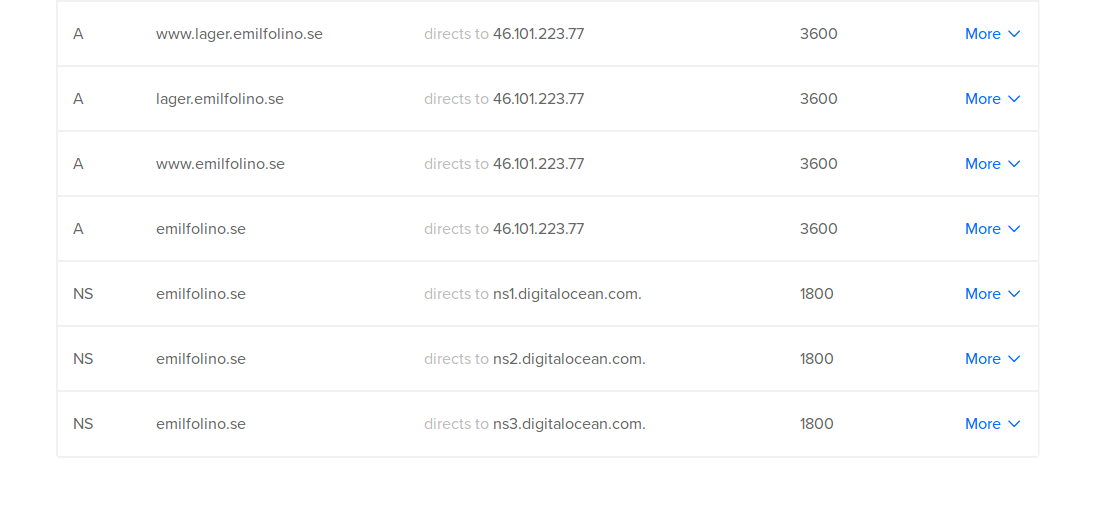 A www.lager.emilfolino.se directs to 46.101.223.77 3600 More
A lager.emilfolino.se directs to 46.101.223.77 3600 More
A www.emilfolino.se directs to 46.101.223.77 3600 More
A emilfolino.se directs to 46.101.223.77 3600 More
NS emilfolino.se directs to ns1.digitalocean.com. 1800 More
NS emilfolino.se directs to ns2.digitalocean.com. 1800 More
NS emilfolino.se directs to ns3.digitalocean.com. 1800 More